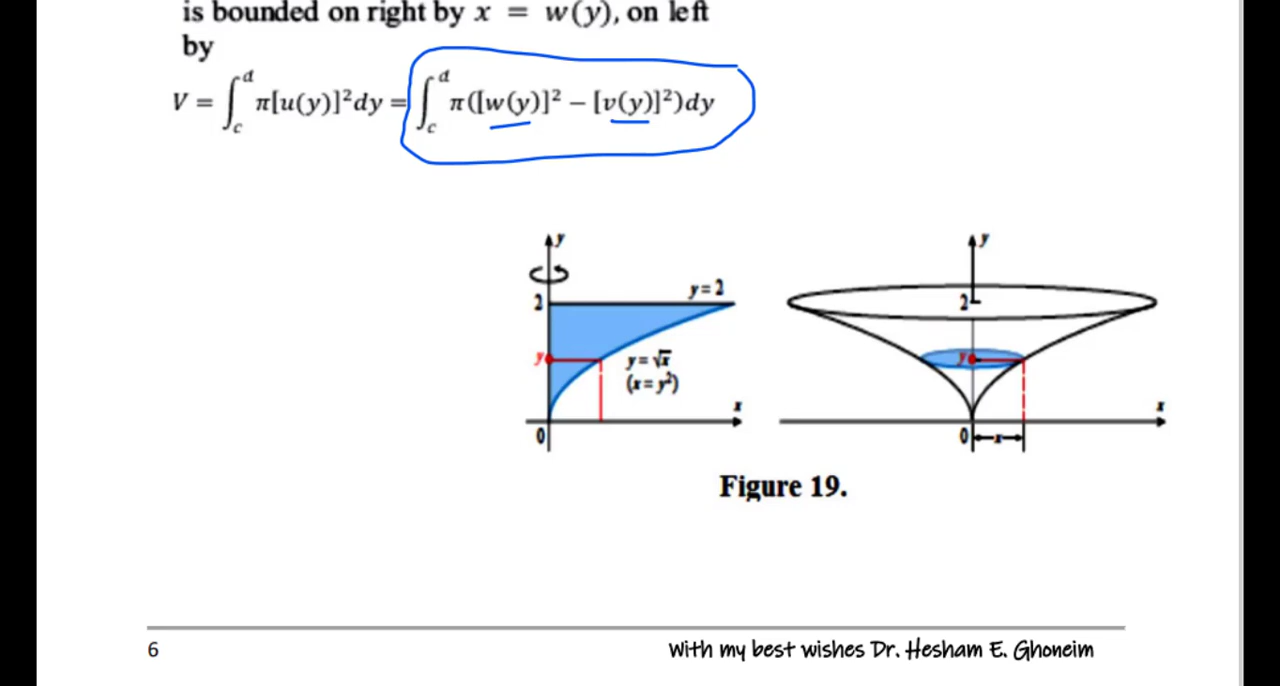 is bounded on right by x = w(y), on left
by
V = ∫_c^d π[u(y)]²dy = ∫_c^d π([w(y)]² – [v(y)]²)dy
y y
y=2
2 2
y y
y=√x
(x=y²)
x x
0 0 x
Figure 19.
6 With my best wishes Dr. Hesham E. Ghoneim